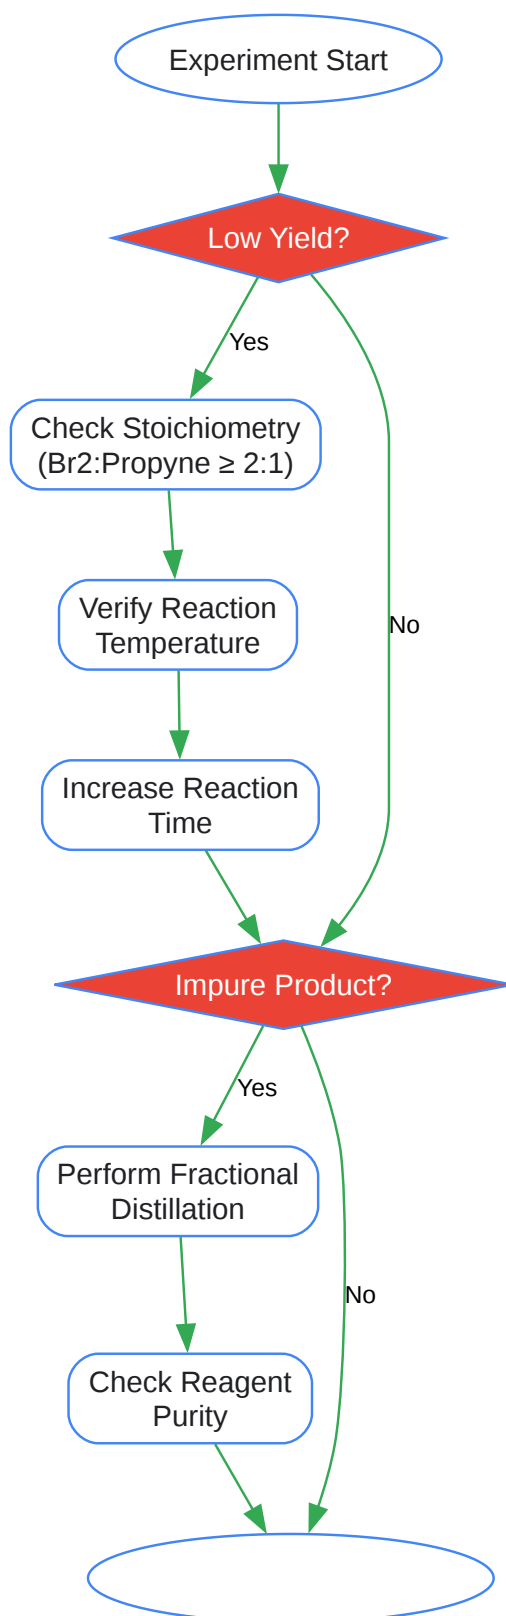 Experiment Start
Low Yield?
Yes
Check Stoichiometry
(Br2:Propyne ≥ 2:1)
Verify Reaction
Temperature
No
Increase Reaction
Time
Impure Product?
Yes
Perform Fractional
Distillation
No
Check Reagent
Purity